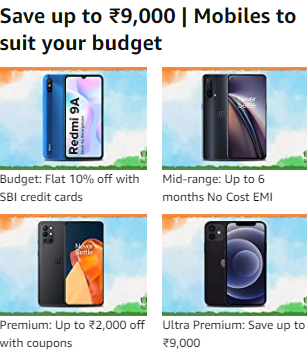 Save up to ₹9,000 | Mobiles to
suit your budget
Redmi 9A
Never
Settle
Budget: Flat 10% off with
SBI credit cards
Mid-range: Up to 6
months No Cost EMI
Never
Settle
Premium: Up to ₹2,000 off
with coupons
Ultra Premium: Save up to
₹9,000